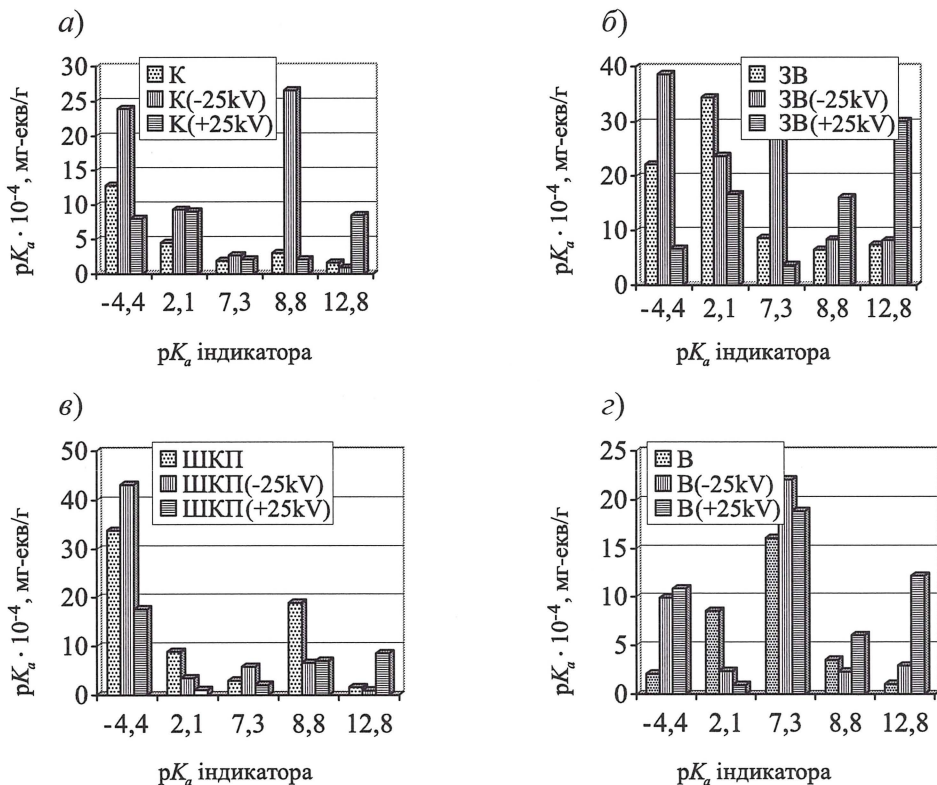 а)
30
25
20
15
10
5
0
К
К(-25kV)
К(+25kV)
-4,4 2,1 7,3 8,8 12,8
pKa індикатора
pKa · 10-4, мг-екв/г
б)
40
30
20
10
0
ЗВ
ЗВ(-25kV)
ЗВ(+25kV)
-4,4 2,1 7,3 8,8 12,8
pKa індикатора
pKa · 10-4, мг-екв/г
в)
50
40
30
20
10
0
ШКП
ШКП(-25kV)
ШКП(+25kV)
-4,4 2,1 7,3 8,8 12,8
pKa індикатора
pKa · 10-4, мг-екв/г
г)
25
20
15
10
5
0
В
В(-25kV)
В(+25kV)
-4,4 2,1 7,3 8,8 12,8
pKa індикатора
pKa · 10-4, мг-екв/г